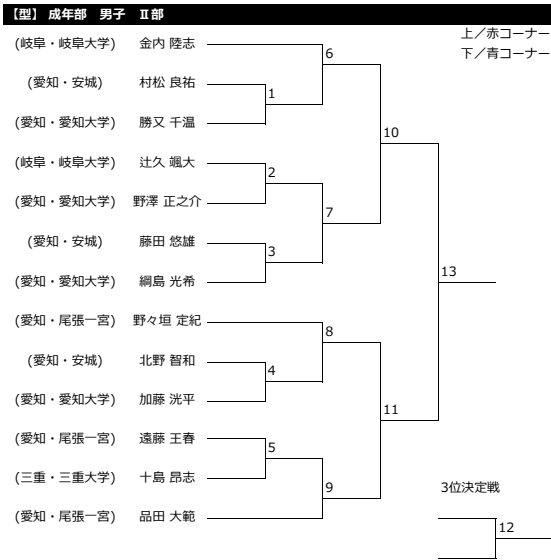 【型】 成年部　男子　Ⅱ部
上／赤コーナー
下／青コーナー
(岐阜・岐阜大学) 金内 陸志
6
(愛知・安城) 村松 良祐
1
(愛知・愛知大学) 勝又 千温
10
(岐阜・岐阜大学) 辻久 颯大
2
(愛知・愛知大学) 野澤 正之介
7
(愛知・安城) 藤田 悠雄
3
(愛知・愛知大学) 綱島 光希
13
(愛知・尾張一宮) 野々垣 定紀
8
(愛知・安城) 北野 智和
4
(愛知・愛知大学) 加藤 洸平
11
(愛知・尾張一宮) 遠藤 王春
5
(三重・三重大学) 十島 昂志
9
3位決定戦
(愛知・尾張一宮) 品田 大範
12